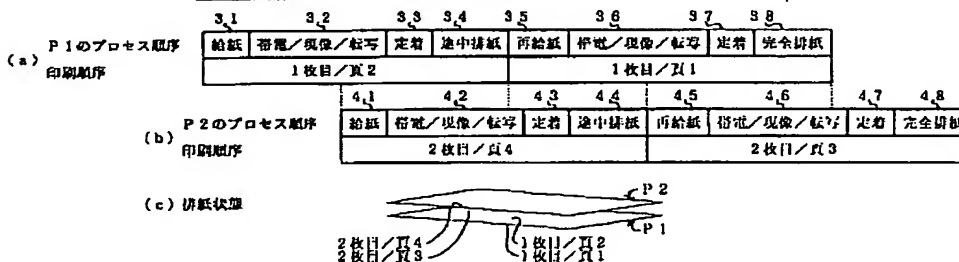 31 32 33 34 35 36 37 38
(a) P1のプロセス順序 給紙 帯電/現像/転写 定着 途中排紙 再給紙 帯電/現像/転写 定着 完全排紙
印刷順序 1枚目/頁2 1枚目/頁1
41 42 43 44 45 46 47 48
(b) P2のプロセス順序 給紙 帯電/現像/転写 定着 途中排紙 再給紙 帯電/現像/転写 定着 完全排紙
印刷順序 2枚目/頁4 2枚目/頁3
(c) 排紙状態 P2
P1
2枚目/頁4 1枚目/頁2
2枚目/頁3 1枚目/頁1